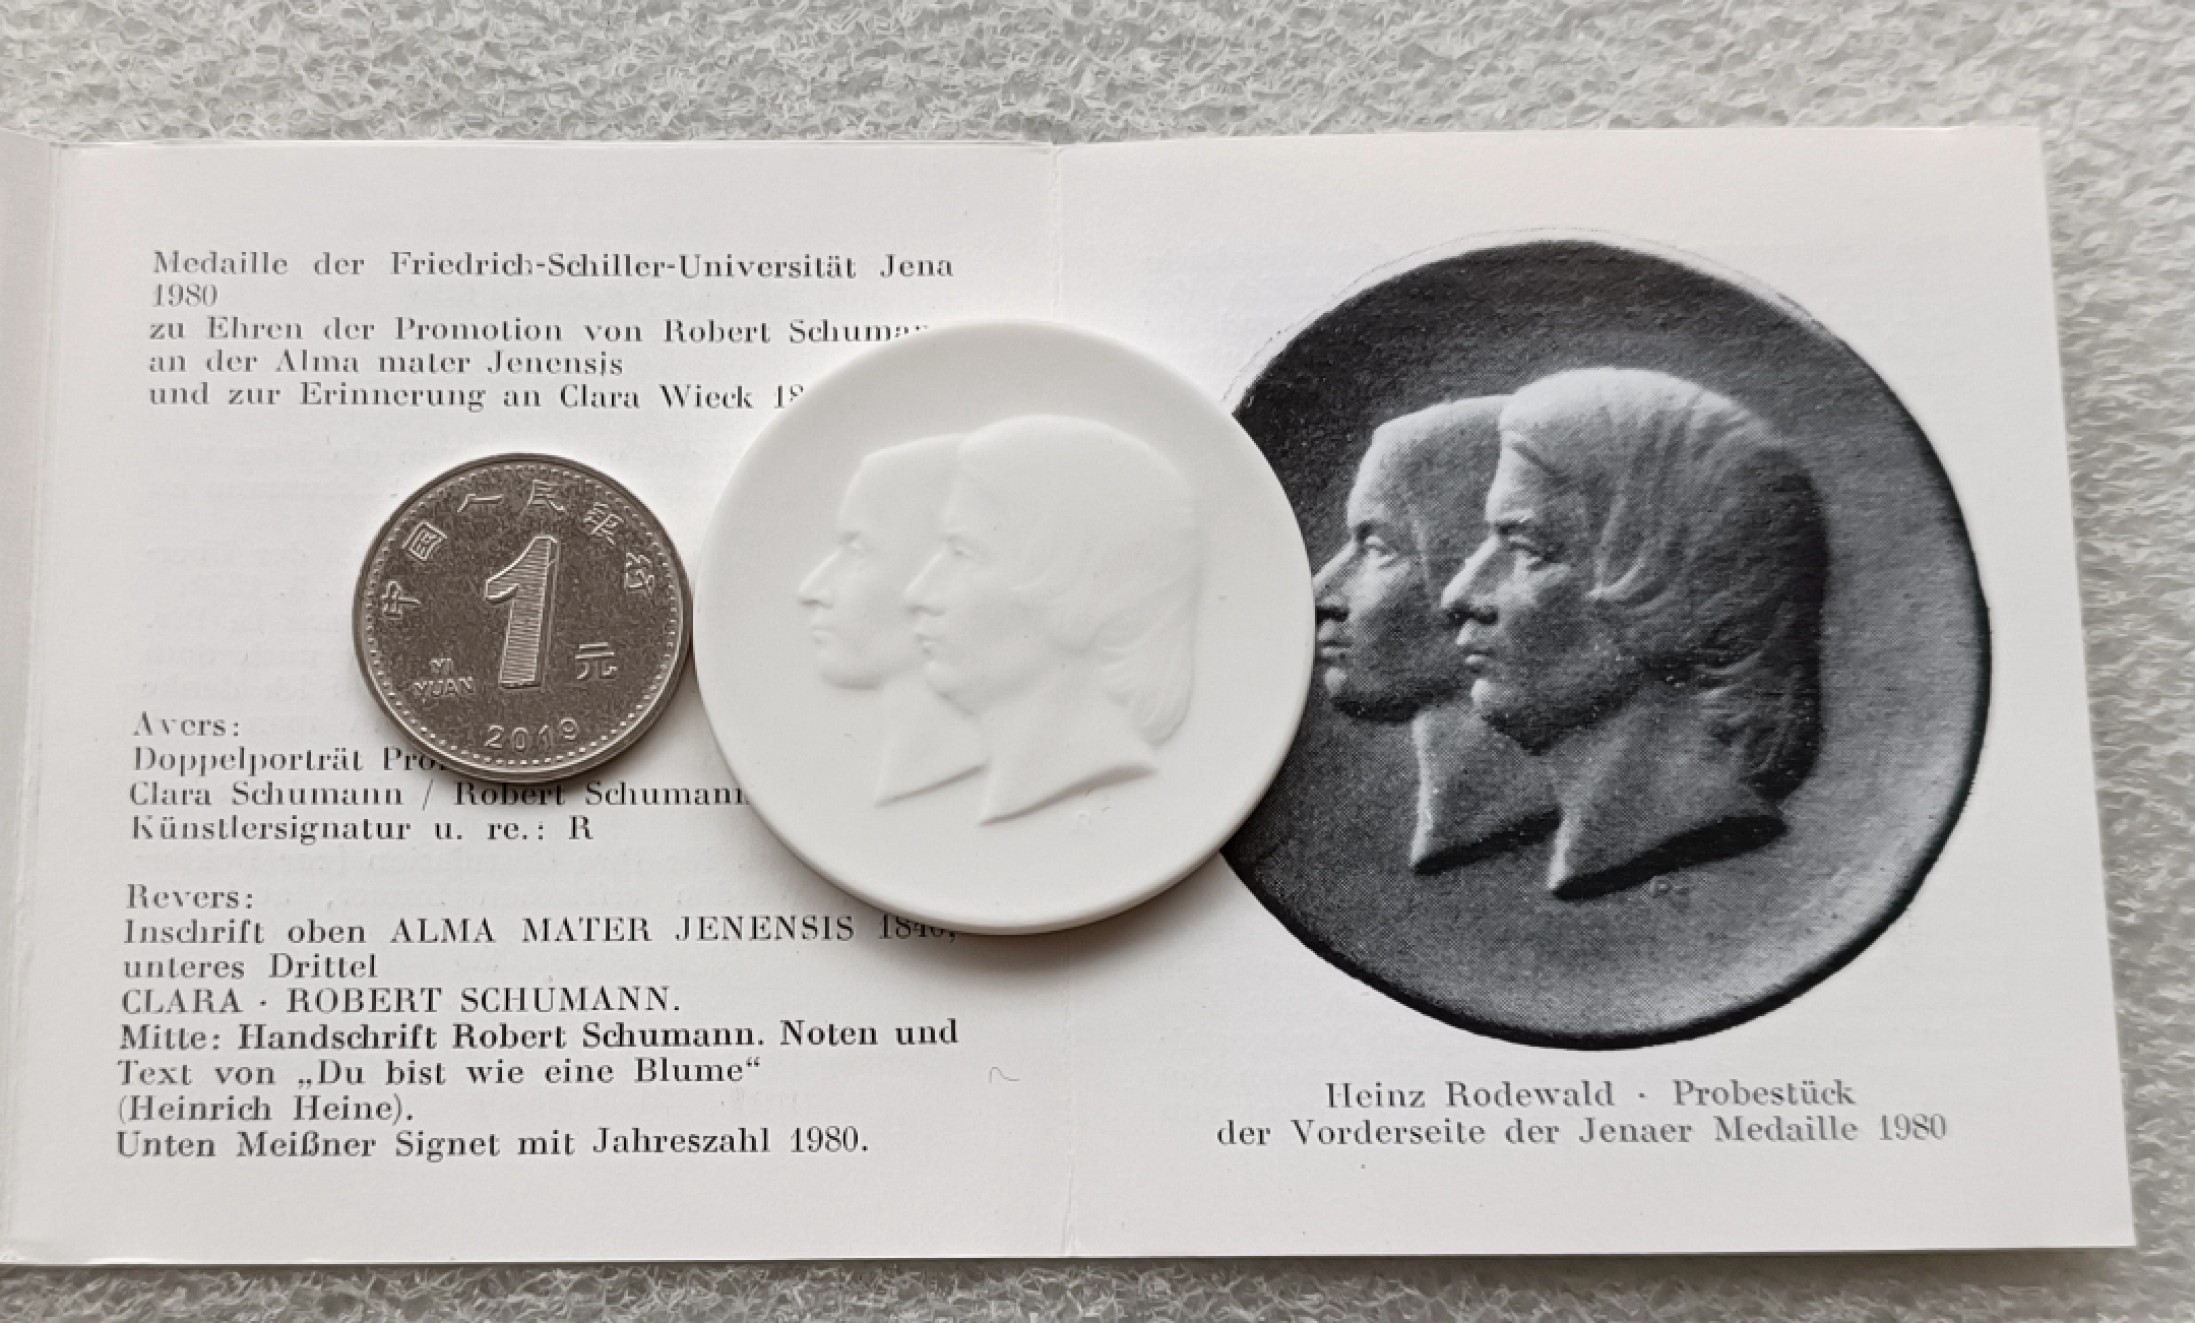 Medaille der Friedrich-Schiller-Universität Jena
1980
zu Ehren der Promotion von Robert
an der Alma mater Jenensis
und zur Erinnerung an Clara Wieck
中国人民银行
1
元
YI
YUAN
2019
Avers:
Doppelporträt
Clara Schumann / Robert Schumann
Künstlersignatur u. re.: R
Revers:
Inschrift oben ALMA MATER JENENSIS 1840,
unteres Drittel
CLARA · ROBERT SCHUMANN.
Mitte: Handschrift Robert Schumann. Noten und
Text von „Du bist wie eine Blume“
(Heinrich Heine).
Unten Meißner Signet mit Jahreszahl 1980.
R
Heinz Rodewald · Probestück
der Vorderseite der Jenaer Medaille 1980